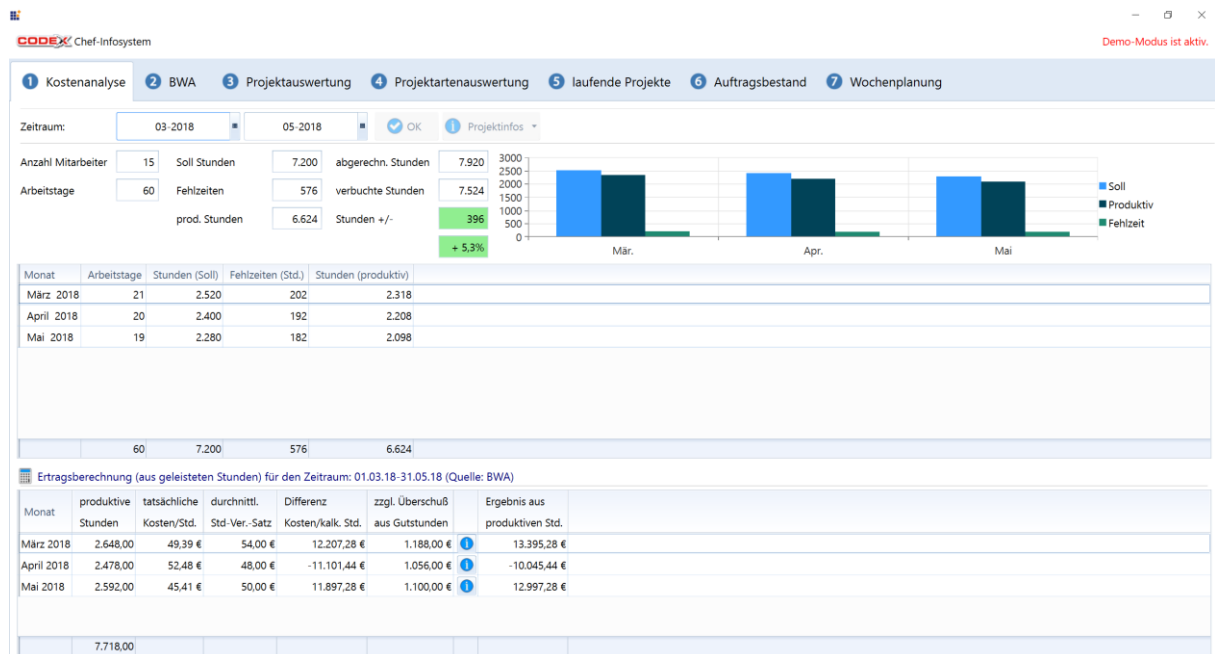 CODEX Chef-Infosystem
Demo-Modus ist aktiv.
1 Kostenanalyse 2 BWA 3 Projektauswertung 4 Projektartenauswertung 5 laufende Projekte 6 Auftragsbestand 7 Wochenplanung
Zeitraum: 03-2018 05-2018 OK Projektinfos
Anzahl Mitarbeiter 15 Soll Stunden 7.200 abgerechn. Stunden 7.920
Arbeitstage 60 Fehlzeiten 576 verbuchte Stunden 7.524
prod. Stunden 6.624 Stunden +/- 396
+ 5,3%
3000
2500
2000
1500
1000
500
0
Mär. Apr. Mai
Soll
Produktiv
Fehlzeit
Monat Arbeitstage Stunden (Soll) Fehlzeiten (Std.) Stunden (produktiv)
März 2018 21 2.520 202 2.318
April 2018 20 2.400 192 2.208
Mai 2018 19 2.280 182 2.098
60 7.200 576 6.624
Ertragsberechnung (aus geleisteten Stunden) für den Zeitraum: 01.03.18-31.05.18 (Quelle: BWA)
Monat produktive Stunden tatsächliche Kosten/Std. durchnittl. Std-Ver.-Satz Differenz Kosten/kalk. Std. zzgl. Überschuß aus Gutstunden Ergebnis aus produktiven Std.
März 2018 2.648,00 49,39 € 54,00 € 12.207,28 € 1.188,00 € i 13.395,28 €
April 2018 2.478,00 52,48 € 48,00 € -11.101,44 € 1.056,00 € i -10.045,44 €
Mai 2018 2.592,00 45,41 € 50,00 € 11.897,28 € 1.100,00 € i 12.997,28 €
7.718,00